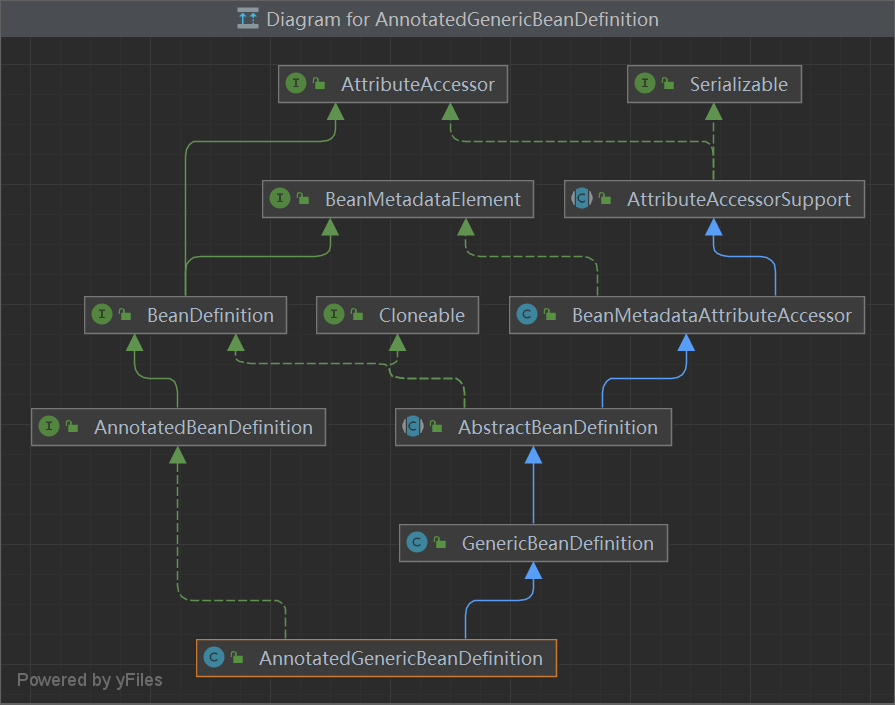 Diagram for AnnotatedGenericBeanDefinition
I AttributeAccessor
I Serializable
I BeanMetadataElement
C AttributeAccessorSupport
I BeanDefinition
I Cloneable
C BeanMetadataAttributeAccessor
I AnnotatedBeanDefinition
C AbstractBeanDefinition
C GenericBeanDefinition
C AnnotatedGenericBeanDefinition
Powered by yFiles